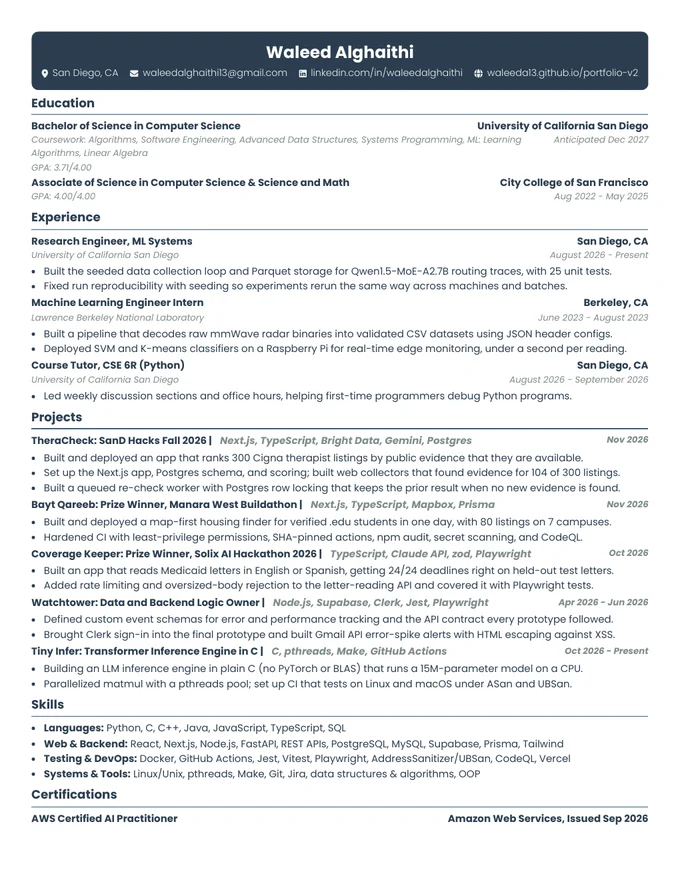 Waleed Alghaithi
San Diego, CA waleedalghaithi13@gmail.com linkedin.com/in/waleedalghaithi waleeda13.github.io/portfolio-v2
Education
Bachelor of Science in Computer Science University of California San Diego
Coursework: Algorithms, Software Engineering, Advanced Data Structures, Systems Programming, ML: Learning Anticipated Dec 2027
Algorithms, Linear Algebra
GPA: 3.71/4.00
Associate of Science in Computer Science & Science and Math City College of San Francisco
GPA: 4.00/4.00 Aug 2022 - May 2025
Experience
Research Engineer, ML Systems San Diego, CA
University of California San Diego August 2026 - Present
• Built the seeded data collection loop and Parquet storage for Qwen1.5-MoE-A2.7B routing traces, with 25 unit tests.
• Fixed run reproducibility with seeding so experiments rerun the same way across machines and batches.
Machine Learning Engineer Intern Berkeley, CA
Lawrence Berkeley National Laboratory June 2023 - August 2023
• Built a pipeline that decodes raw mmWave radar binaries into validated CSV datasets using JSON header configs.
• Deployed SVM and K-means classifiers on a Raspberry Pi for real-time edge monitoring, under a second per reading.
Course Tutor, CSE 6R (Python) San Diego, CA
University of California San Diego August 2026 - September 2026
• Led weekly discussion sections and office hours, helping first-time programmers debug Python programs.
Projects
TheraCheck: SanD Hacks Fall 2026 | Next.js, TypeScript, Bright Data, Gemini, Postgres Nov 2026
• Built and deployed an app that ranks 300 Cigna therapist listings by public evidence that they are available.
• Set up the Next.js app, Postgres schema, and scoring; built web collectors that found evidence for 104 of 300 listings.
• Built a queued re-check worker with Postgres row locking that keeps the prior result when no new evidence is found.
Bayt Qareeb: Prize Winner, Manara West Buildathon | Next.js, TypeScript, Mapbox, Prisma Nov 2026
• Built and deployed a map-first housing finder for verified .edu students in one day, with 80 listings on 7 campuses.
• Hardened CI with least-privilege permissions, SHA-pinned actions, npm audit, secret scanning, and CodeQL.
Coverage Keeper: Prize Winner, Solix AI Hackathon 2026 | TypeScript, Claude API, zod, Playwright Oct 2026
• Built an app that reads Medicaid letters in English or Spanish, getting 24/24 deadlines right on held-out test letters.
• Added rate limiting and oversized-body rejection to the letter-reading API and covered it with Playwright tests.
Watchtower: Data and Backend Logic Owner | Node.js, Supabase, Clerk, Jest, Playwright Apr 2026 - Jun 2026
• Defined custom event schemas for error and performance tracking and the API contract every prototype followed.
• Brought Clerk sign-in into the final prototype and built Gmail API error-spike alerts with HTML escaping against XSS.
Tiny Infer: Transformer Inference Engine in C | C, pthreads, Make, GitHub Actions Oct 2026 - Present
• Building an LLM inference engine in plain C (no PyTorch or BLAS) that runs a 15M-parameter model on a CPU.
• Parallelized matmul with a pthreads pool; set up CI that tests on Linux and macOS under ASan and UBSan.
Skills
• Languages: Python, C, C++, Java, JavaScript, TypeScript, SQL
• Web & Backend: React, Next.js, Node.js, FastAPI, REST APIs, PostgreSQL, MySQL, Supabase, Prisma, Tailwind
• Testing & DevOps: Docker, GitHub Actions, Jest, Vitest, Playwright, AddressSanitizer/UBSan, CodeQL, Vercel
• Systems & Tools: Linux/Unix, pthreads, Make, Git, Jira, data structures & algorithms, OOP
Certifications
AWS Certified AI Practitioner Amazon Web Services, Issued Sep 2026